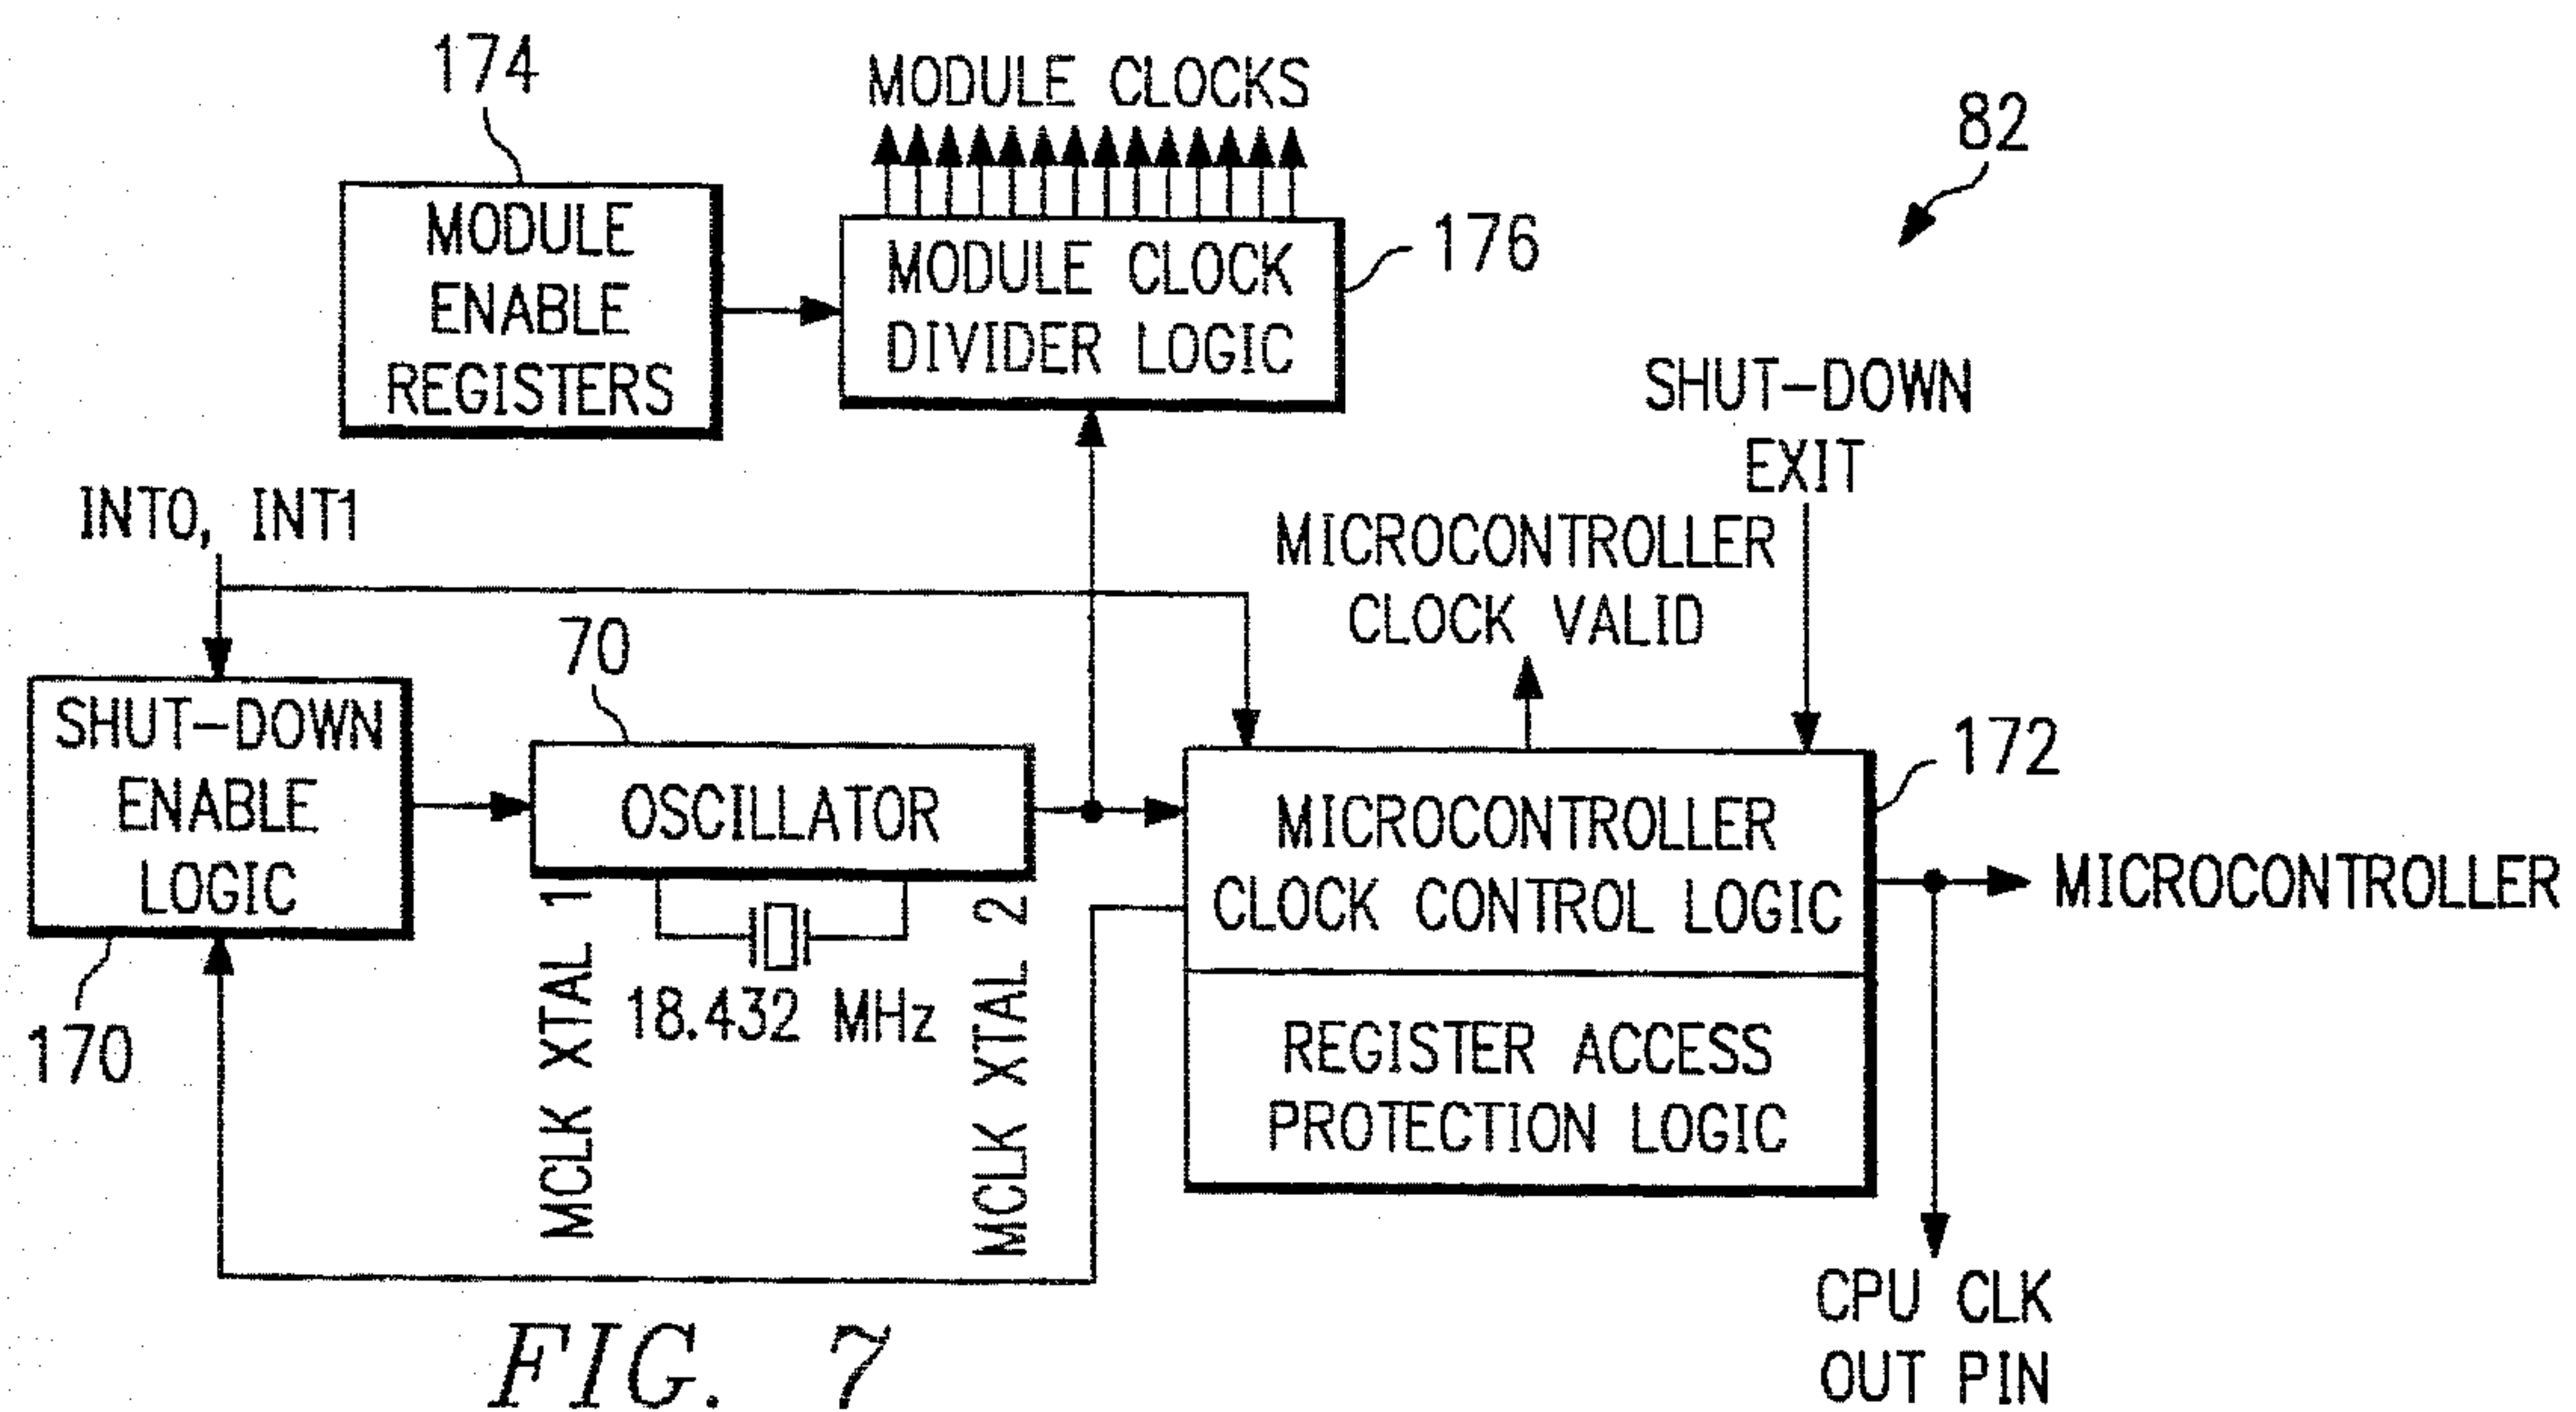 174
MODULE CLOCKS
82
MODULE
ENABLE
REGISTERS
MODULE CLOCK
DIVIDER LOGIC
176
SHUT-DOWN
EXIT
INT0, INT1
MICROCONTROLLER
CLOCK VALID
70
SHUT-DOWN
ENABLE
LOGIC
OSCILLATOR
172
MICROCONTROLLER
CLOCK CONTROL LOGIC
MICROCONTROLLER
MCLK XTAL 1
18.432 MHz
MCLK XTAL 2
170
REGISTER ACCESS
PROTECTION LOGIC
CPU CLK
OUT PIN
FIG. 7